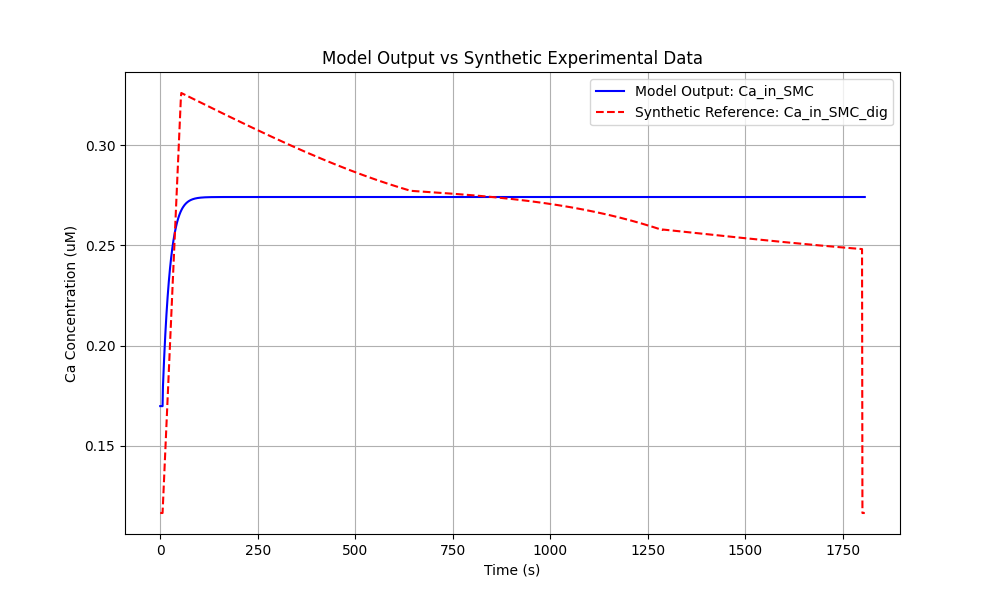 Model Output vs Synthetic Experimental Data
Model Output: Ca_in_SMC
Synthetic Reference: Ca_in_SMC_dig
Ca Concentration (uM)
0.30
0.25
0.20
0.15
0 250 500 750 1000 1250 1500 1750
Time (s)